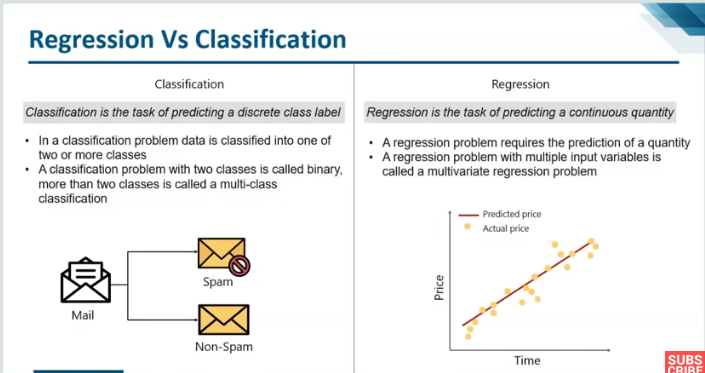 Regression Vs Classification
Classification
Classification is the task of predicting a discrete class label
• In a classification problem data is classified into one of
two or more classes
• A classification problem with two classes is called binary,
more than two classes is called a multi-class
classification
Mail
Spam
Non-Spam
Regression
Regression is the task of predicting a continuous quantity
• A regression problem requires the prediction of a quantity
• A regression problem with multiple input variables is
called a multivariate regression problem
Predicted price
Actual price
Price
Time
SUBS
CRIBE